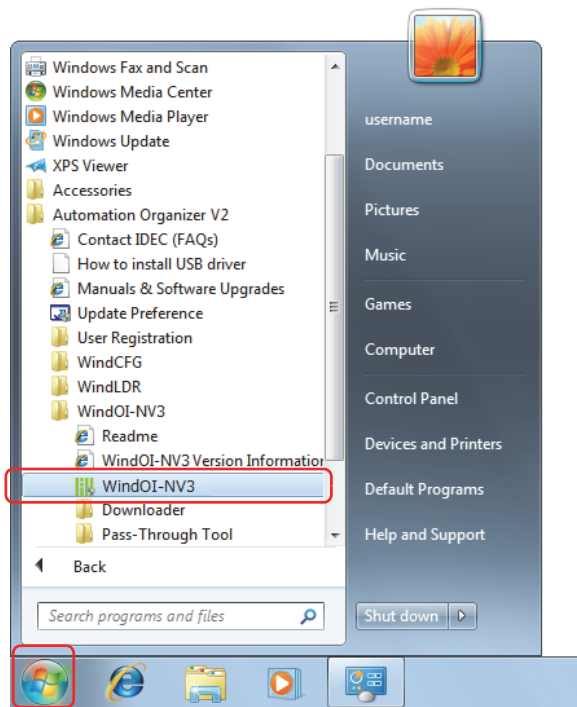 Windows Fax and Scan
Windows Media Center
Windows Media Player
Windows Update
XPS Viewer
Accessories
Automation Organizer V2
Contact IDEC (FAQs)
How to install USB driver
Manuals & Software Upgrades
Update Preference
User Registration
WindCFG
WindLDR
WindOI-NV3
Readme
WindOI-NV3 Version Information
WindOI-NV3
Downloader
Pass-Through Tool
Back
Search programs and files
username
Documents
Pictures
Music
Games
Computer
Control Panel
Devices and Printers
Default Programs
Help and Support
Shut down